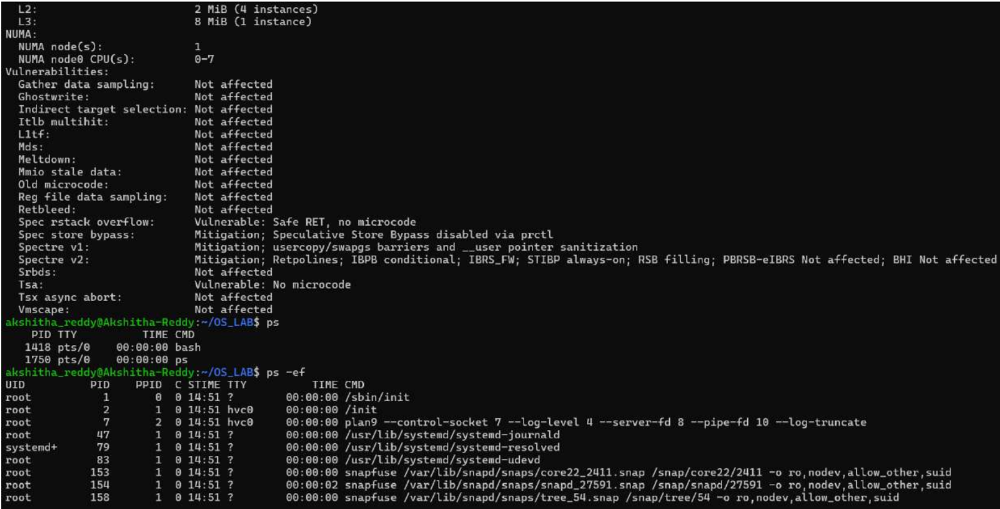 L2: 2 MiB (4 instances)
L3: 8 MiB (1 instance)
NUMA:
NUMA node(s): 1
NUMA node0 CPU(s): 0-7
Vulnerabilities:
Gather data sampling: Not affected
Ghostwrite: Not affected
Indirect target selection: Not affected
Itlb multihit: Not affected
L1tf: Not affected
Mds: Not affected
Meltdown: Not affected
Mmio stale data: Not affected
Old microcode: Not affected
Reg file data sampling: Not affected
Retbleed: Not affected
Spec rstack overflow: Vulnerable: Safe RET, no microcode
Spec store bypass: Mitigation; Speculative Store Bypass disabled via prctl
Spectre v1: Mitigation; usercopy/swapgs barriers and __user pointer sanitization
Spectre v2: Mitigation; Retpolines; IBPB conditional; IBRS_FW; STIBP always-on; RSB filling; PBRSB-eIBRS Not affected; BHI Not affected
Srbds: Not affected
Tsa: Vulnerable: No microcode
Tsx async abort: Not affected
Vmscape: Not affected
akshitha_reddy@Akshitha-Reddy:~/OS_LAB$ ps
PID TTY TIME CMD
1418 pts/0 00:00:00 bash
1750 pts/0 00:00:00 ps
akshitha_reddy@Akshitha-Reddy:~/OS_LAB$ ps -ef
UID PID PPID C STIME TTY TIME CMD
root 1 0 0 14:51 ? 00:00:00 /sbin/init
root 2 1 0 14:51 hvc0 00:00:00 /init
root 7 2 0 14:51 hvc0 00:00:00 plan9 --control-socket 7 --log-level 4 --server-fd 8 --pipe-fd 10 --log-truncate
root 47 1 0 14:51 ? 00:00:00 /usr/lib/systemd/systemd-journald
systemd+ 79 1 0 14:51 ? 00:00:00 /usr/lib/systemd/systemd-resolved
root 83 1 0 14:51 ? 00:00:00 /usr/lib/systemd/systemd-udevd
root 153 1 0 14:51 ? 00:00:00 snapfuse /var/lib/snapd/snaps/core22_2411.snap /snap/core22/2411 -o ro,nodev,allow_other,suid
root 154 1 0 14:51 ? 00:00:02 snapfuse /var/lib/snapd/snaps/snapd_27591.snap /snap/snapd/27591 -o ro,nodev,allow_other,suid
root 158 1 0 14:51 ? 00:00:00 snapfuse /var/lib/snapd/snaps/tree_54.snap /snap/tree/54 -o ro,nodev,allow_other,suid